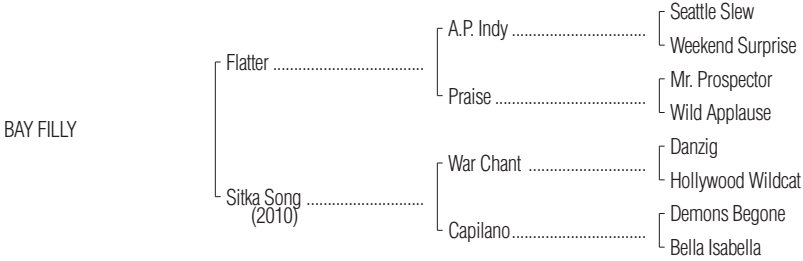 Seattle Slew
A.P. Indy ..................................
Weekend Surprise
Flatter ......................................
Mr. Prospector
Praise ......................................
Wild Applause
BAY FILLY
Danzig
War Chant ..............................
Hollywood Wildcat
Sitka Song ..............................
(2010)
Demons Begone
Capilano..................................
Bella Isabella